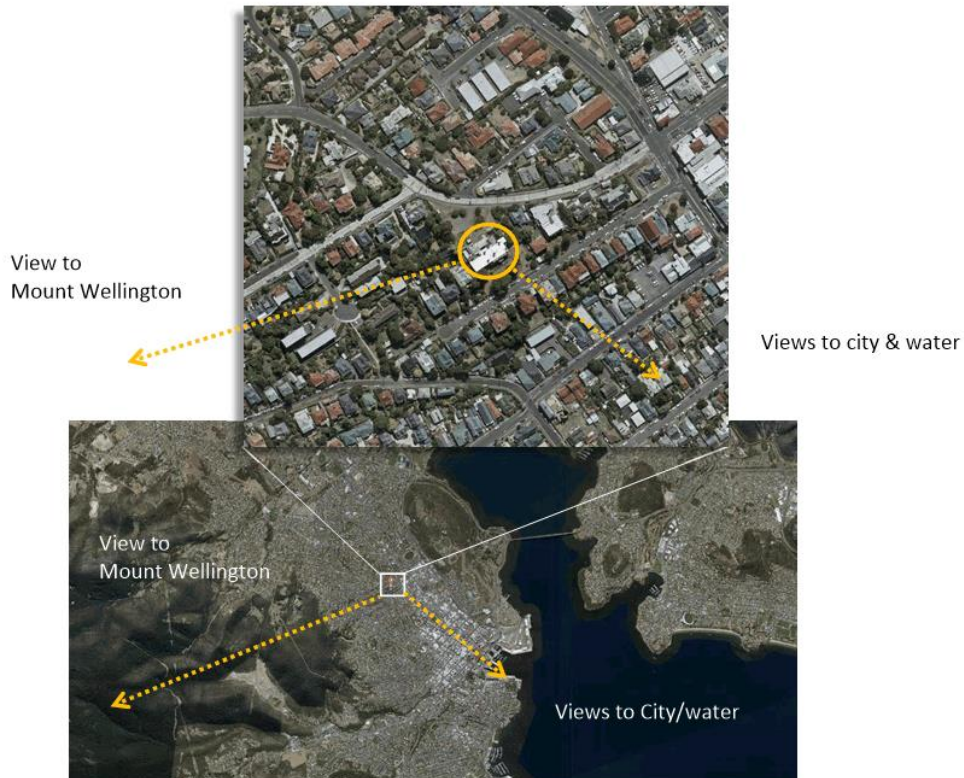 View to
Mount Wellington
Views to city & water
View to
Mount Wellington
Views to City/water